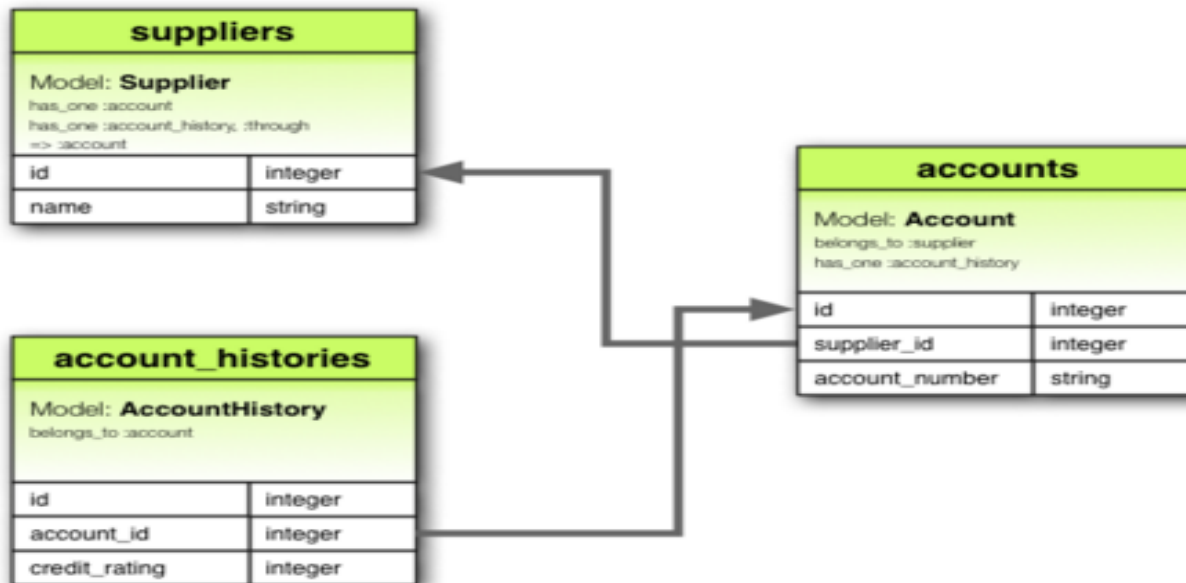 suppliers
Model: Supplier
has_one :account
has_one :account_history, :through
=> :account
id integer
name string
accounts
Model: Account
belongs_to :supplier
has_one :account_history
id integer
supplier_id integer
account_number string
account_histories
Model: AccountHistory
belongs_to :account
id integer
account_id integer
credit_rating integer